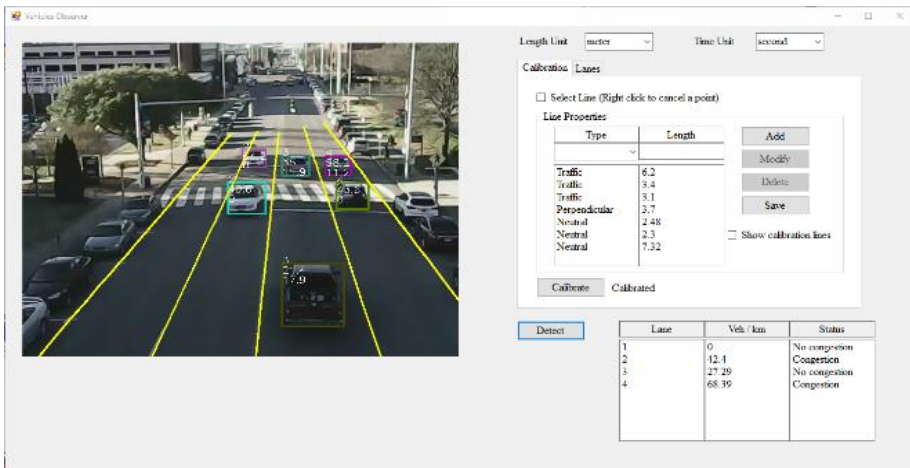 Vehicles Observer
Length Unit meter Time Unit second
Calibration Lanes
Select Line (Right click to cancel a point)
Line Properties
Type Length
Add
Modify
Delete
Save
Traffic 6.2
Traffic 3.4
Traffic 3.1
Perpendicular 3.7
Neutral 2.48
Neutral 2.3
Neutral 7.32
Show calibration lines
Calibrate Calibrated
Detect
Lane Veh / km Status
1 0 No congestion
2 42.4 Congestion
3 27.29 No congestion
4 68.39 Congestion